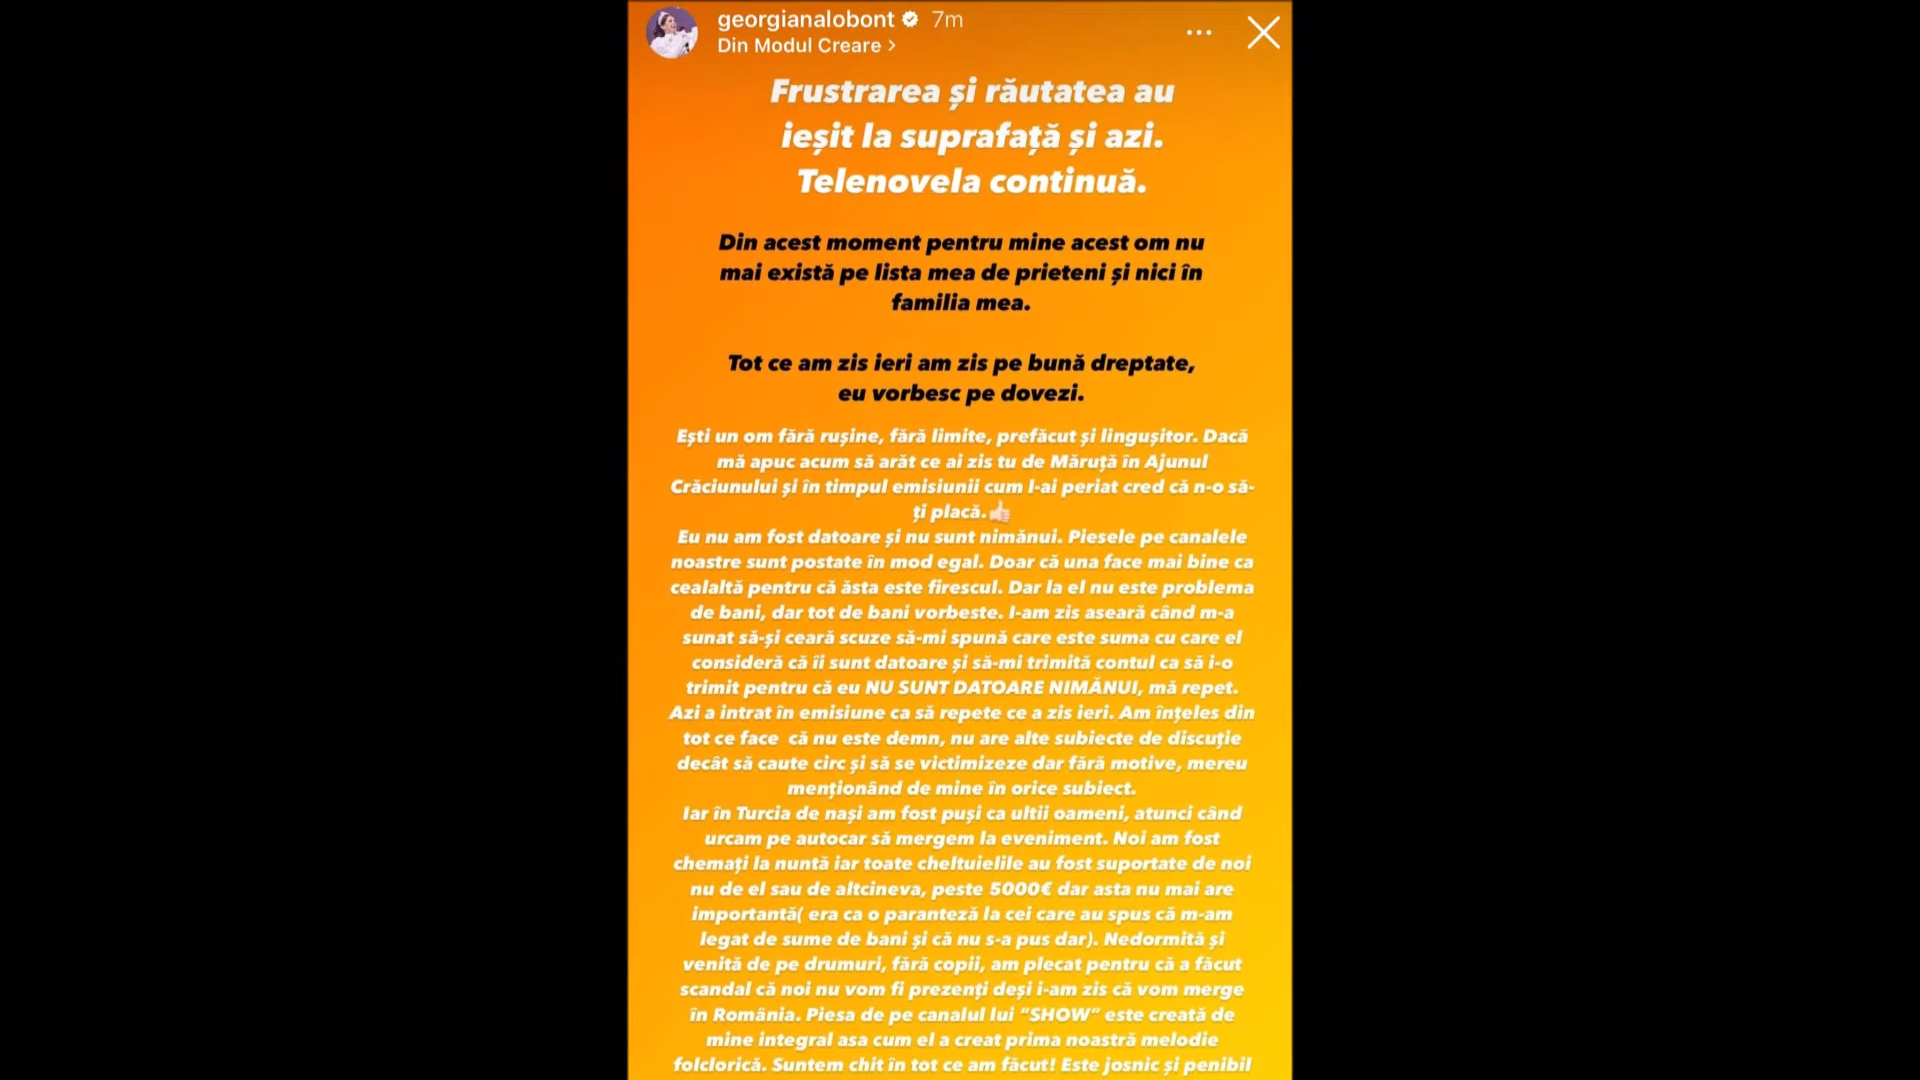 georgianalobont 7m
Din Modul Creare >
Frustrarea și răutatea au
ieșit la suprafață și azi.
Telenovela continuă.
Din acest moment pentru mine acest om nu
mai există pe lista mea de prieteni și nici în
familia mea.
Tot ce am zis ieri am zis pe bună dreptate,
eu vorbesc pe dovezi.
Ești un om fără rușine, fără limite, prefăcut și lingușitor. Dacă
mă apuc acum să arăt ce ai zis tu de Măruță în Ajunul
Crăciunului și în timpul emisiunii cum l-ai periat cred că n-o să-
ți placă.👍🏻
Eu nu am fost datoare și nu sunt nimănui. Piesele pe canalele
noastre sunt postate în mod egal. Doar că una face mai bine ca
cealaltă pentru că ăsta este firescul. Dar la el nu este problema
de bani, dar tot de bani vorbeste. I-am zis aseară când m-a
sunat să-și ceară scuze să-mi spună care este suma cu care el
consideră că îi sunt datoare și să-mi trimită contul ca să i-o
trimit pentru că eu NU SUNT DATOARE NIMĂNUI, mă repet.
Azi a intrat în emisiune ca să repete ce a zis ieri. Am înțeles din
tot ce face că nu este demn, nu are alte subiecte de discuție
decât să caute circ și să se victimizeze dar fără motive, mereu
menționând de mine în orice subiect.
Iar în Turcia de nași am fost puși ca ultii oameni, atunci când
urcam pe autocar să mergem la eveniment. Noi am fost
chemați la nuntă iar toate cheltuielile au fost suportate de noi
nu de el sau de altcineva, peste 5000€ dar asta nu mai are
importantă( era ca o paranteză la cei care au spus că m-am
legat de sume de bani și că nu s-a pus dar). Nedormită și
venită de pe drumuri, fără copii, am plecat pentru că a făcut
scandal că noi nu vom fi prezenți deși i-am zis că vom merge
în România. Piesa de pe canalul lui "SHOW" este creată de
mine integral asa cum el a creat prima noastră melodie
folclorică. Suntem chit în tot ce am făcut! Este josnic și penibil